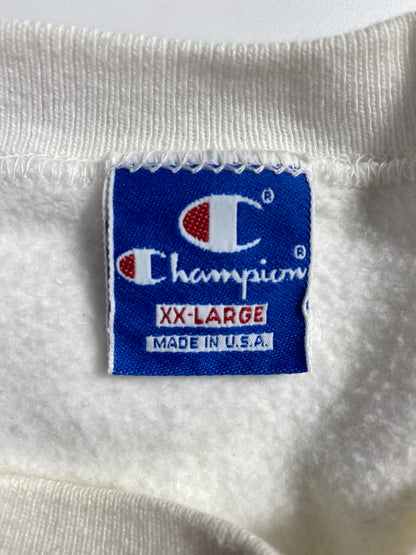 C®
Champion®
XX-LARGE
MADE IN U.S.A.